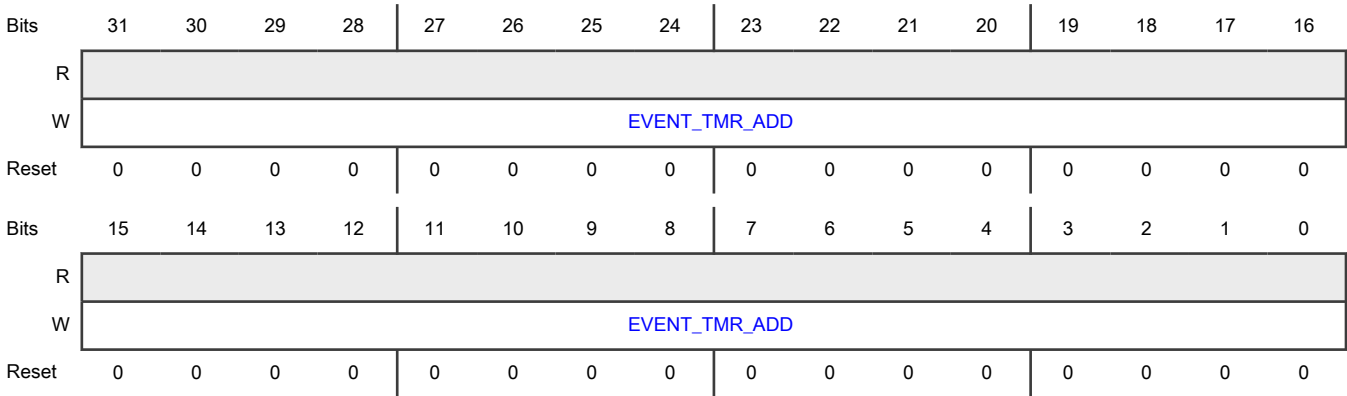 Bits 31 30 29 28 27 26 25 24 23 22 21 20 19 18 17 16
R
W EVENT_TMR_ADD
Reset 0 0 0 0 0 0 0 0 0 0 0 0 0 0 0 0
Bits 15 14 13 12 11 10 9 8 7 6 5 4 3 2 1 0
R
W EVENT_TMR_ADD
Reset 0 0 0 0 0 0 0 0 0 0 0 0 0 0 0 0